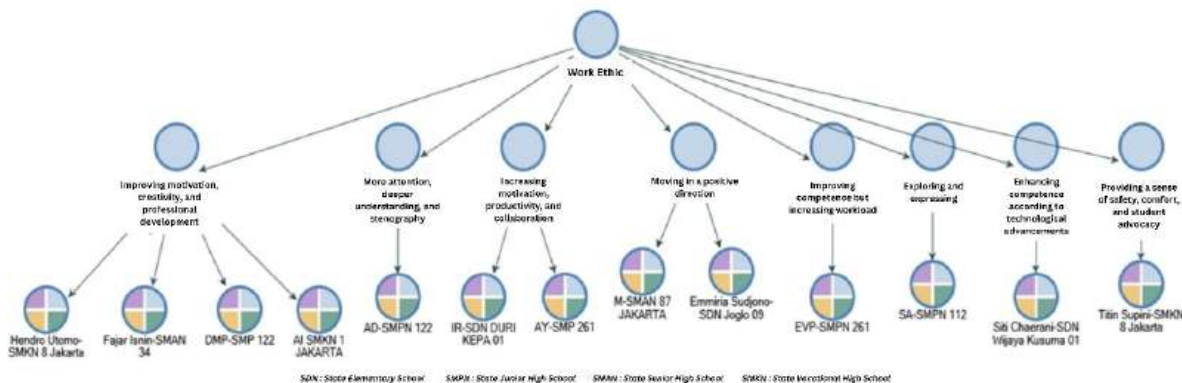 Work Ethic
Improving motivation,
creativity, and
professional
development
More attention,
deeper
understanding, and
stenography
Increasing
motivation,
productivity, and
collaboration
Moving in a positive
direction
Improving
competence but
increasing workload
Exploring and
expressing
Enhancing
competence
according to
technological
advancements
Providing a sense
of safety, comfort,
and student
advocacy
Hendro Utomo-
SMKN 8 Jakarta
Fajar Isnin-SMAN
34
DMP-SMP 122
AI SMKN 1
JAKARTA
AD-SMPN 122
IR-SDN DURI
KEPA 01
AY-SMP 261
M-SMAN 87
JAKARTA
Emmiria Sudjono-
SDN Joglo 09
EVP-SMPN 261
SA-SMPN 112
Siti Chaerani-SDN
Wijaya Kusuma 01
Titin Supini-SMKN
8 Jakarta
SDN : State Elementary School SMPN : State Junior High School SMAN : State Senior High School SMKN : State Vocational High School